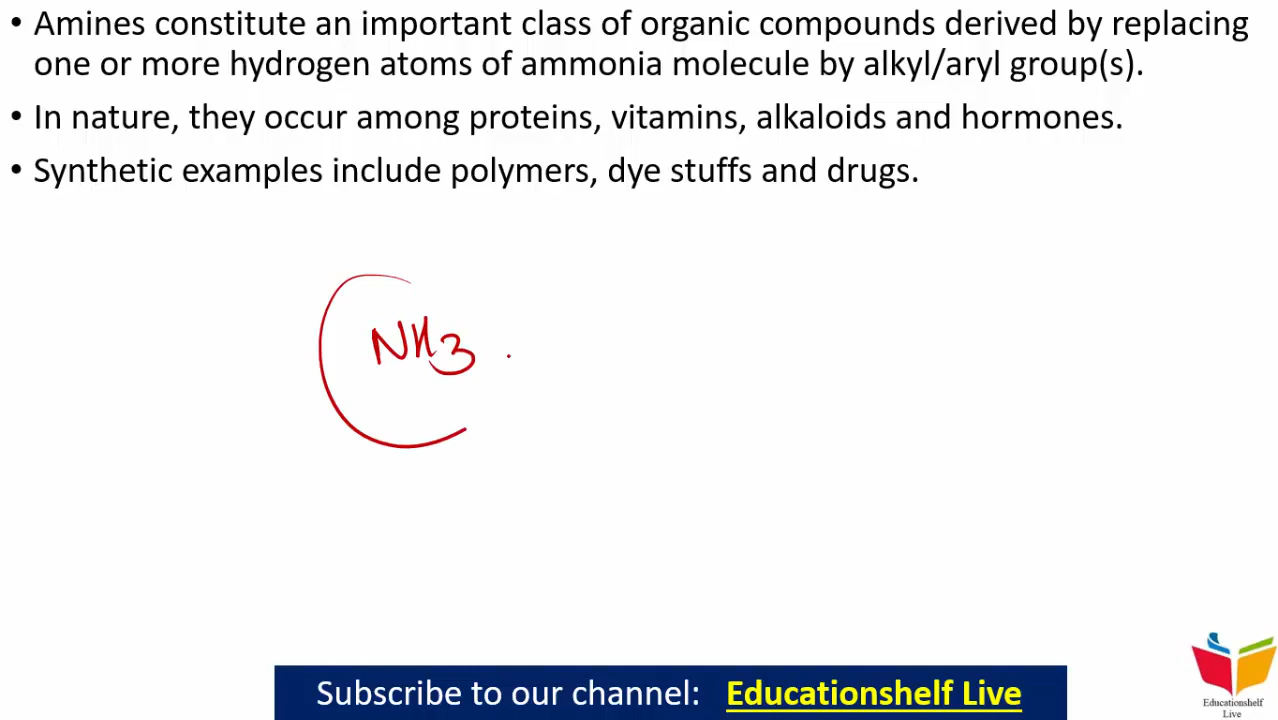 • Amines constitute an important class of organic compounds derived by replacing
one or more hydrogen atoms of ammonia molecule by alkyl/aryl group(s).
• In nature, they occur among proteins, vitamins, alkaloids and hormones.
• Synthetic examples include polymers, dye stuffs and drugs.
NH3
Subscribe to our channel: Educationshelf Live
Educationshelf
Live